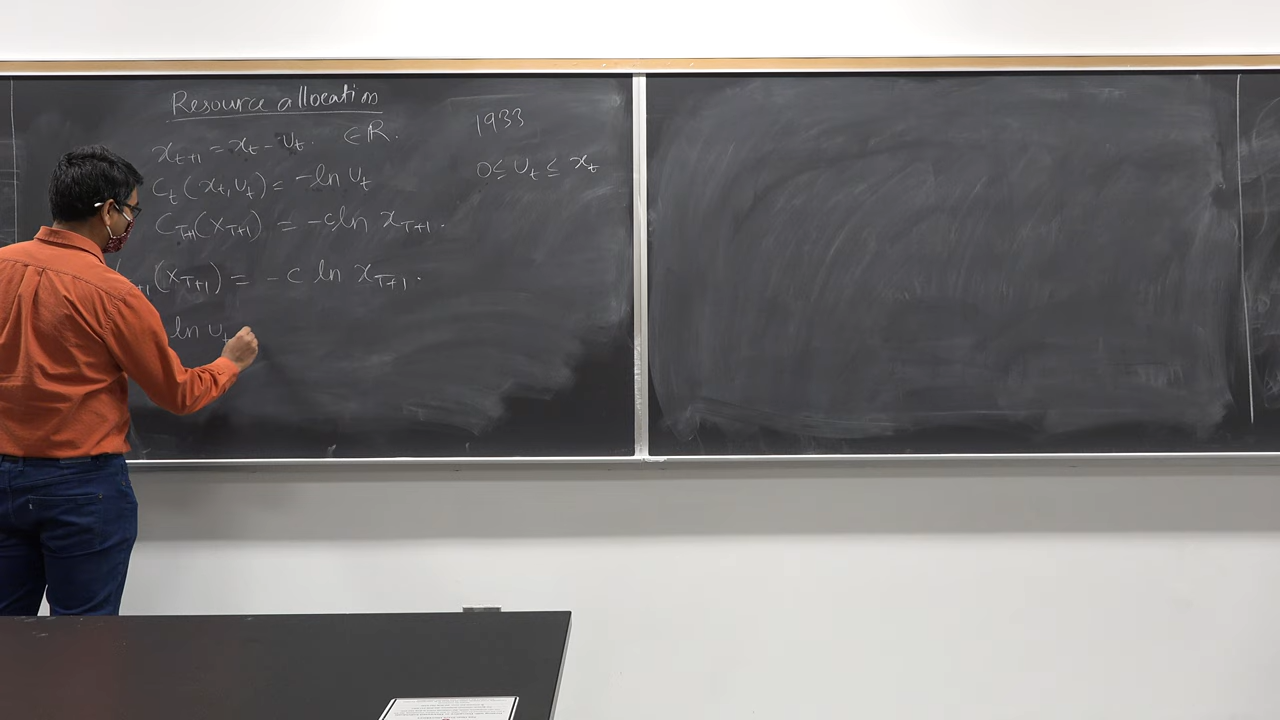 Resource allocation
1933
x_{t+1} = x_t - u_t. ∈ R.
0 ≤ u_t ≤ x_t
C_t(x_t, u_t) = -ln u_t
C_{T+1}(x_{T+1}) = -c ln x_{T+1}.
+1(x_{T+1}) = -c ln x_{T+1}.
ln u_t